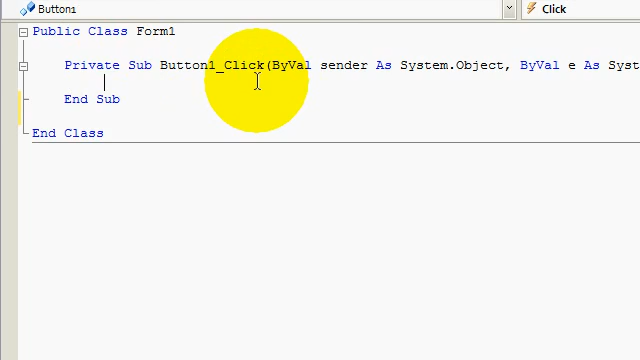 Button1 Click
Public Class Form1
Private Sub Button1_Click(ByVal sender As System.Object, ByVal e As Syst
End Sub
End Class